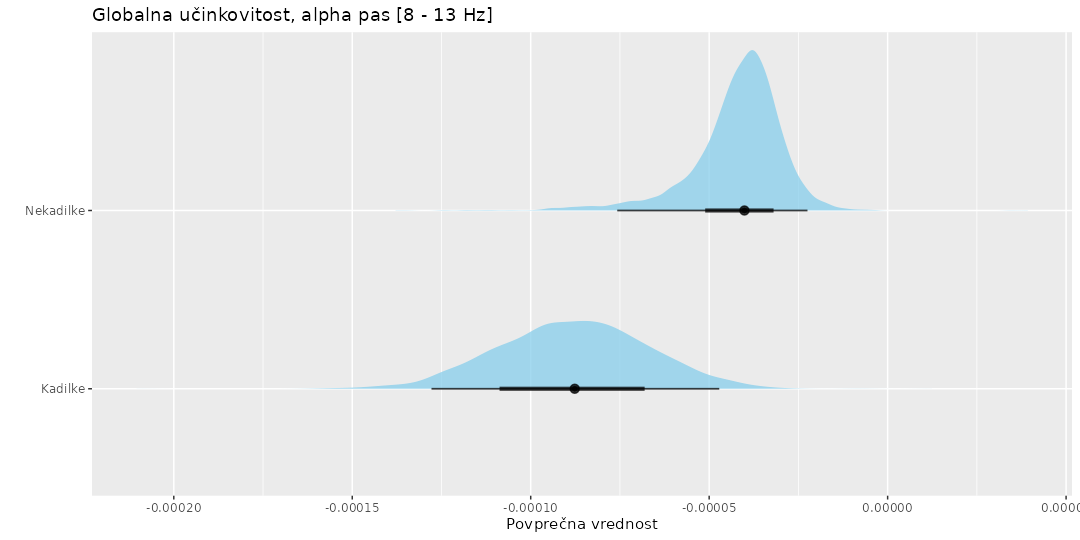 Globalna učinkovitost, alpha pas [8 - 13 Hz]
Nekadilke
Kadilke
-0.00020 -0.00015 -0.00010 -0.00005 0.00000
Povprečna vrednost